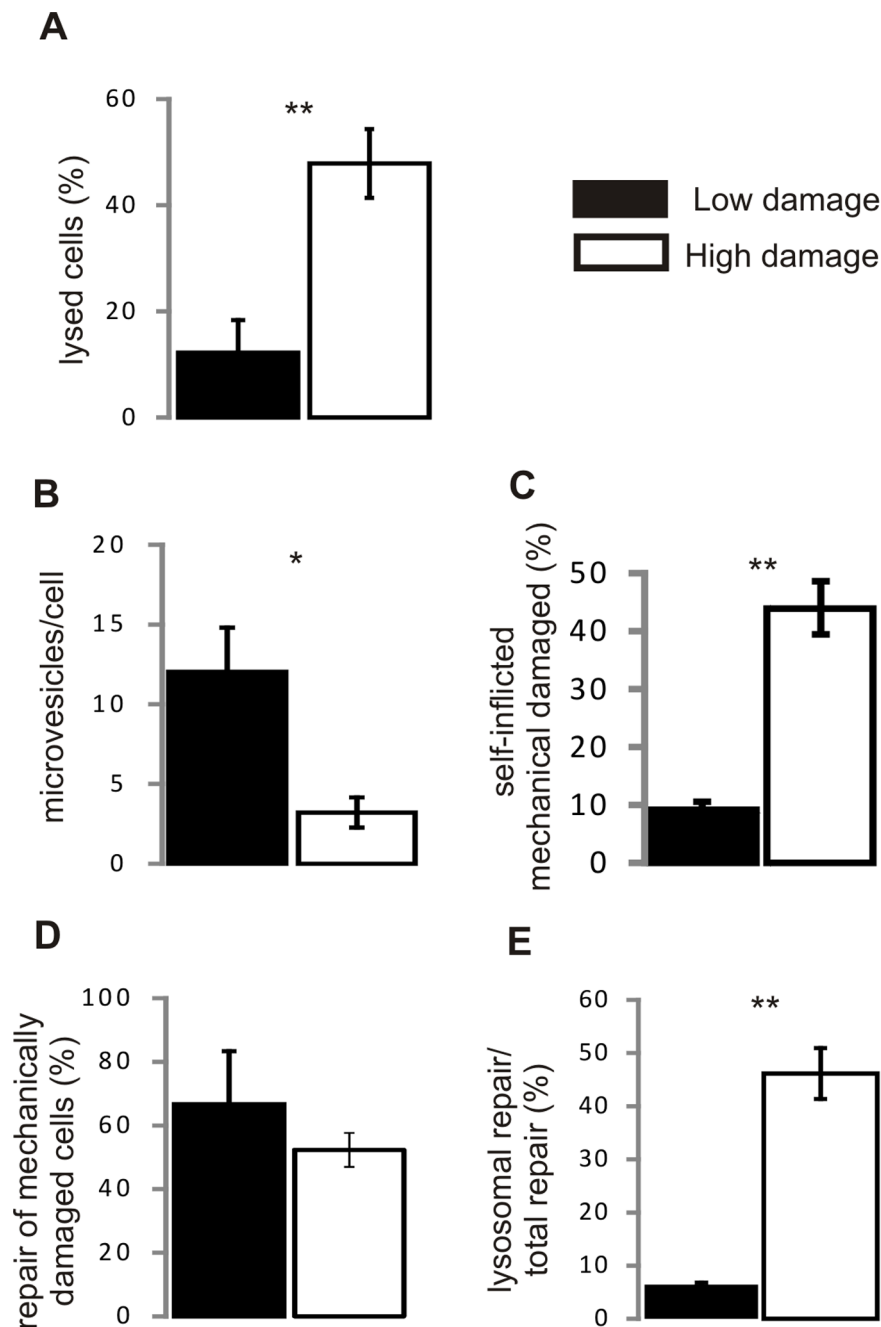 A
60
40
20
0
lysed cells (%)
**
Low damage
High damage
B
20
15
10
5
0
microvesicles/cell
*
C
50
40
30
20
10
0
self-inflicted
mechanical damaged (%)
**
D
100
80
60
40
20
0
repair of mechanically
damaged cells (%)
E
60
50
40
30
20
10
0
lysosomal repair/
total repair (%)
**